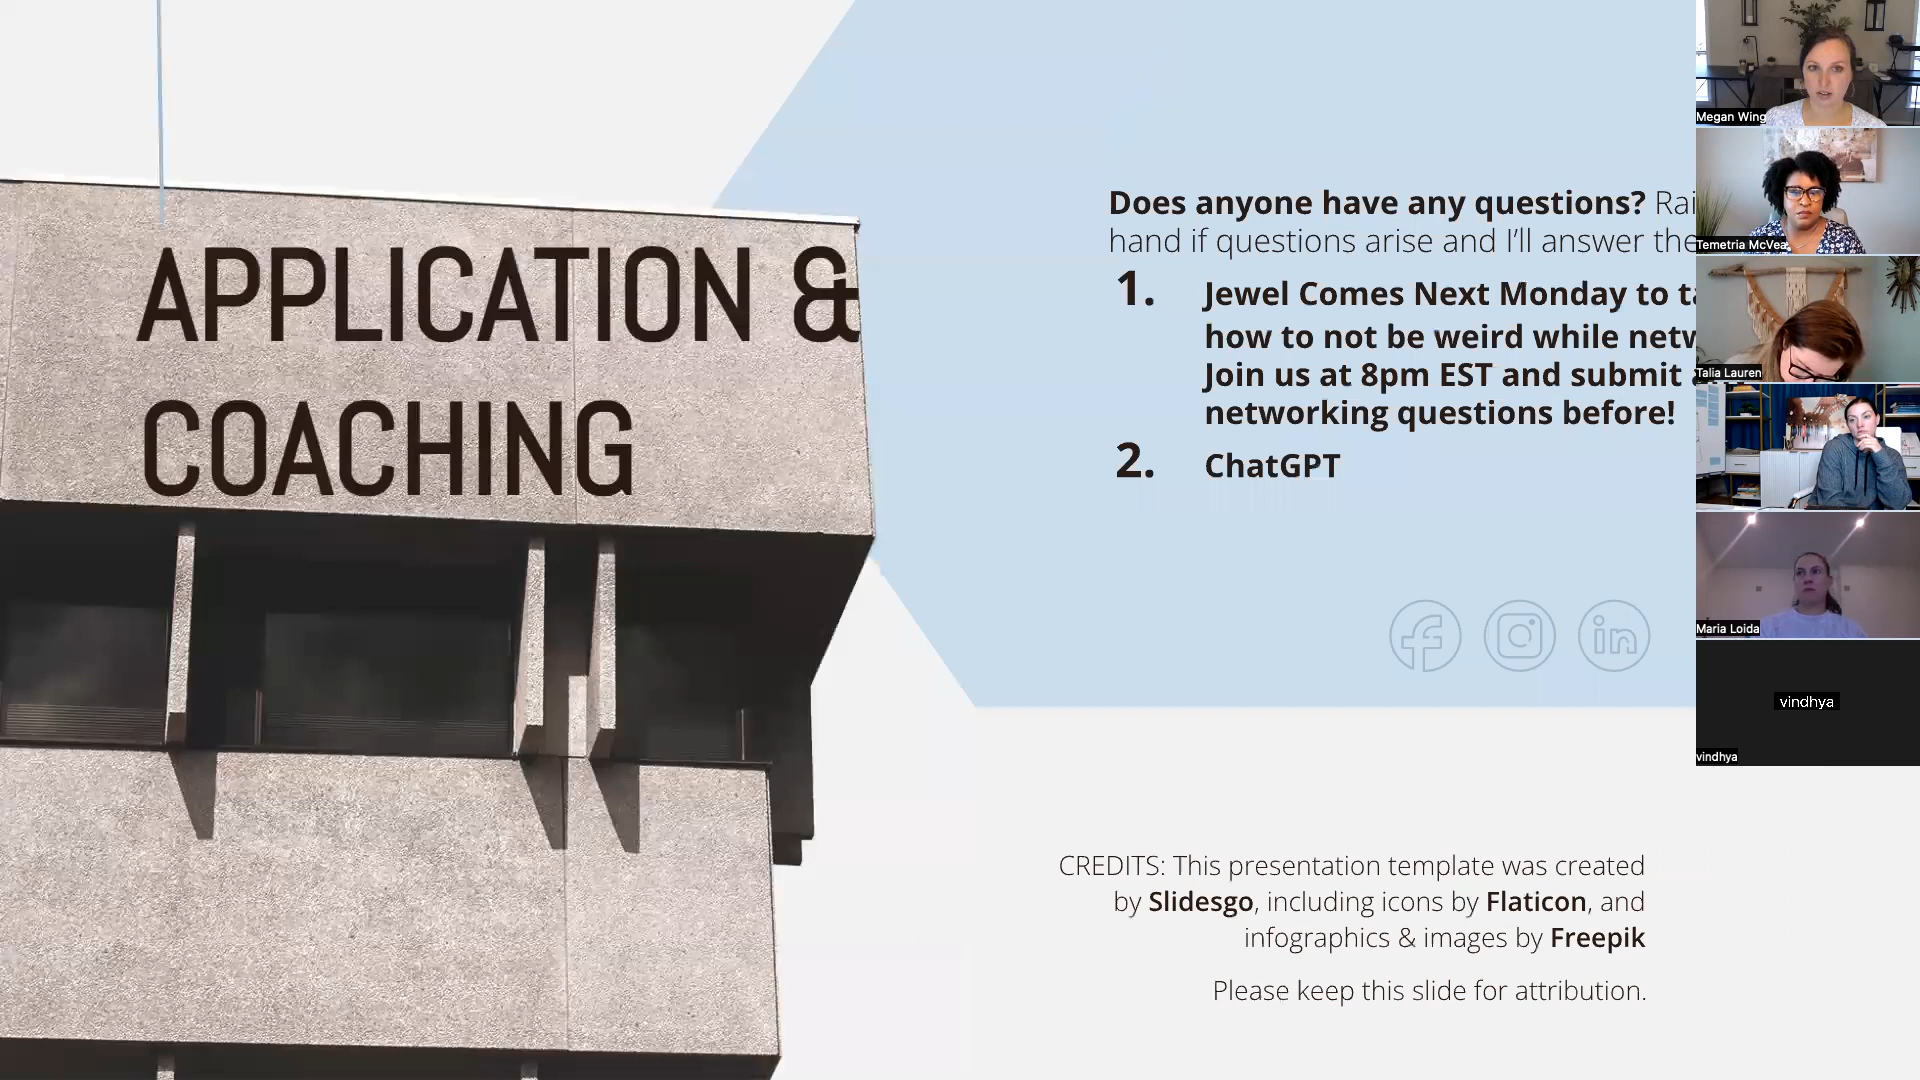 APPLICATION &
COACHING
Does anyone have any questions?
hand if questions arise and I'll answer
1. Jewel Comes Next Monday to
how to not be weird while
Join us at 8pm EST and submit
networking questions before!
2. ChatGPT
CREDITS: This presentation template was created
by Slidesgo, including icons by Flaticon, and
infographics & images by Freepik
Please keep this slide for attribution.
Megan Wing
Temetria McVea
Talia Lauren
Maria Loida
vindhya
vindhya